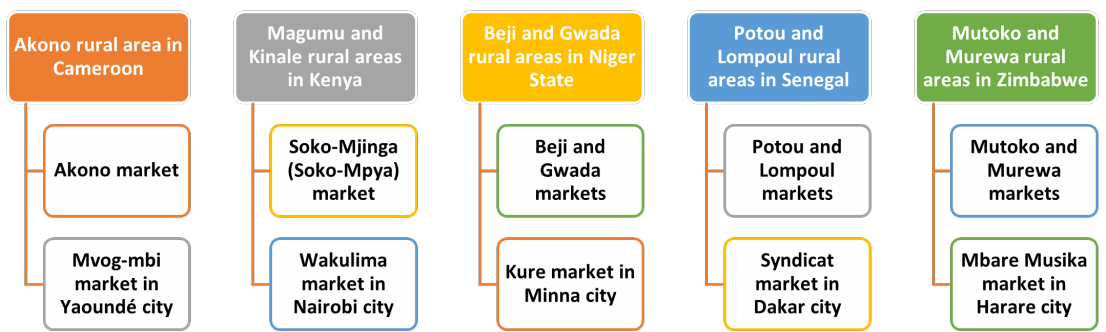 Akono rural area in
Cameroon
Akono market
Mvog-mbi
market in
Yaoundé city
Magumu and
Kinale rural areas
in Kenya
Soko-Mjinga
(Soko-Mpya)
market
Wakulima
market in
Nairobi city
Beji and Gwada
rural areas in Niger
State
Beji and
Gwada
markets
Kure market in
Minna city
Potou and
Lompoul rural
areas in Senegal
Potou and
Lompoul
markets
Syndicat
market in
Dakar city
Mutoko and
Murewa rural
areas in Zimbabwe
Mutoko and
Murewa
markets
Mbare Musika
market in
Harare city